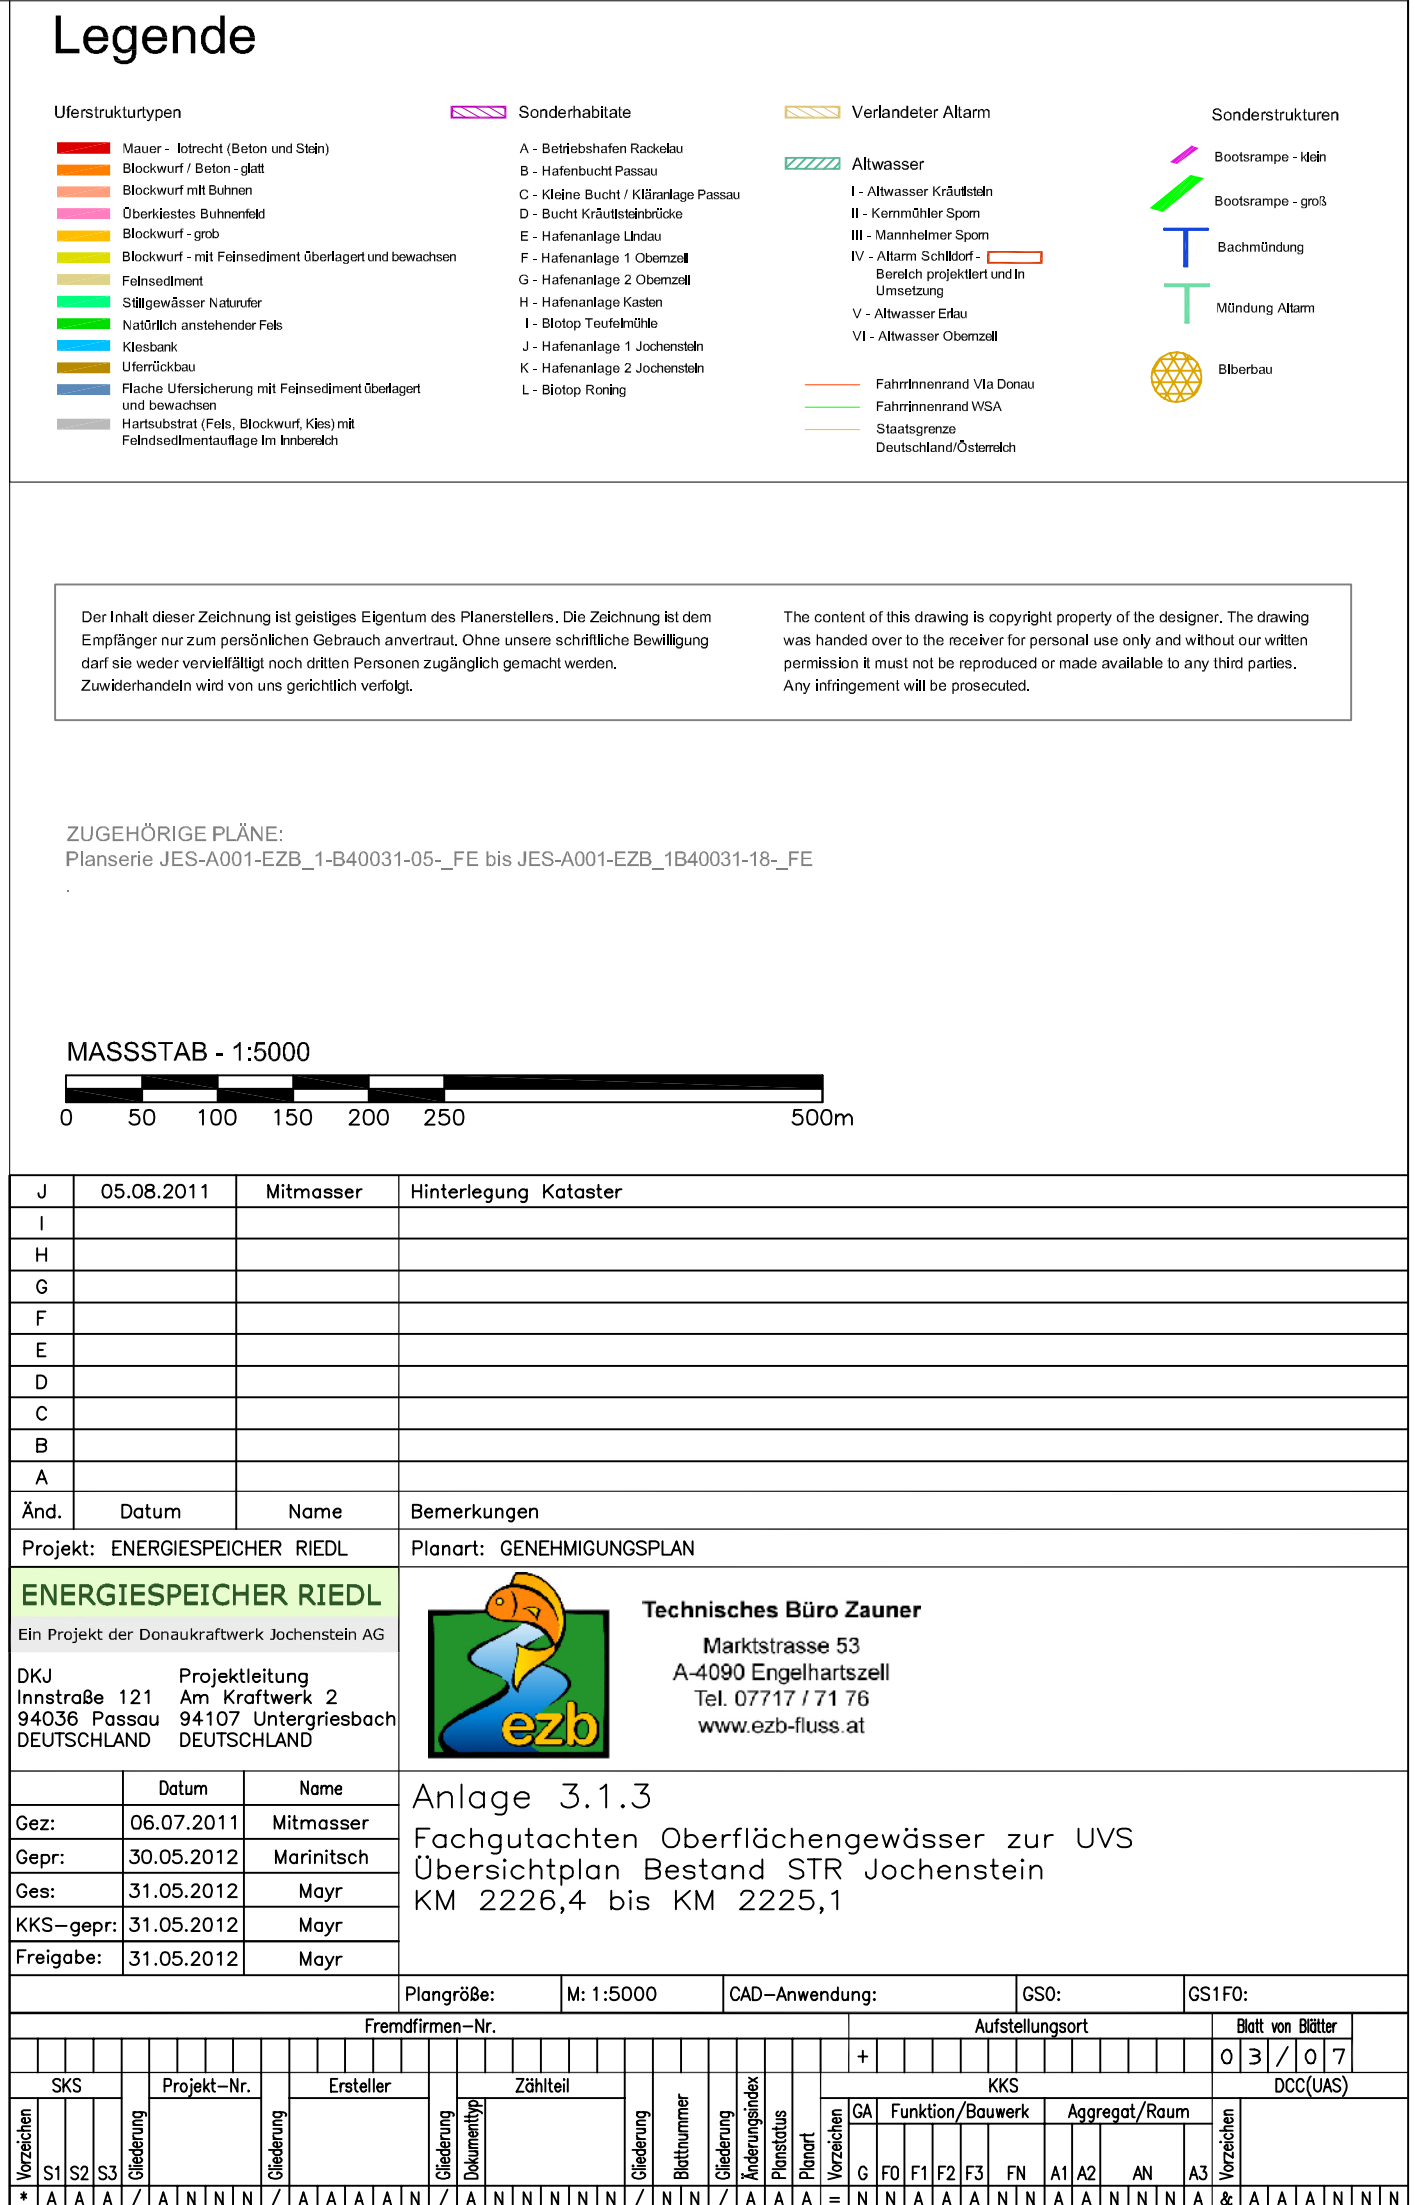 Legende
Uferstrukturtypen
Mauer - lotrecht (Beton und Stein)
Blockwurf / Beton - glatt
Blockwurf mit Buhnen
Überkiestes Buhnenfeld
Blockwurf - grob
Blockwurf - mit Feinsediment überlagert und bewachsen
Feinsediment
Stillgewässer Naturufer
Natürlich anstehender Fels
Kiesbank
Uferrückbau
Flache Ufersicherung mit Feinsediment überlagert
und bewachsen
Hartsubstrat (Fels, Blockwurf, Kies) mit
Feindsedimentauflage im Innbereich
Sonderhabitate
A - Betriebshafen Rackelau
B - Hafenbucht Passau
C - Kleine Bucht / Kläranlage Passau
D - Bucht Kräutlsteinbrücke
E - Hafenanlage Lindau
F - Hafenanlage 1 Obernzell
G - Hafenanlage 2 Obernzell
H - Hafenanlage Kasten
I - Biotop Teufelmühle
J - Hafenanlage 1 Jochenstein
K - Hafenanlage 2 Jochenstein
L - Biotop Roning
Verlandeter Altarm
Altwasser
I - Altwasser Kräutlstein
II - Kernmühler Sporn
III - Mannheimer Sporn
IV - Altarm Schildorf -
Bereich projektiert und in
Umsetzung
V - Altwasser Erlau
VI - Altwasser Obernzell
Fahrrinnenrand Via Donau
Fahrrinnenrand WSA
Staatsgrenze
Deutschland/Österreich
Sonderstrukturen
Bootsrampe - klein
Bootsrampe - groß
Bachmündung
Mündung Altarm
Biberbau
Der Inhalt dieser Zeichnung ist geistiges Eigentum des Planerstellers. Die Zeichnung ist dem
Empfänger nur zum persönlichen Gebrauch anvertraut. Ohne unsere schriftliche Bewilligung
darf sie weder vervielfältigt noch dritten Personen zugänglich gemacht werden.
Zuwiderhandeln wird von uns gerichtlich verfolgt.
The content of this drawing is copyright property of the designer. The drawing
was handed over to the receiver for personal use only and without our written
permission it must not be reproduced or made available to any third parties.
Any infringement will be prosecuted.
ZUGEHÖRIGE PLÄNE:
Planserie JES-A001-EZB_1-B40031-05-_FE bis JES-A001-EZB_1B40031-18-_FE
.
MASSSTAB - 1:5000
0 50 100 150 200 250 500m
J 05.08.2011 Mitmasser Hinterlegung Kataster
I
H
G
F
E
D
C
B
A
Änd. Datum Name Bemerkungen
Projekt: ENERGIESPEICHER RIEDL Planart: GENEHMIGUNGSPLAN
ENERGIESPEICHER RIEDL
Ein Projekt der Donaukraftwerk Jochenstein AG
DKJ Projektleitung
Innstraße 121 Am Kraftwerk 2
94036 Passau 94107 Untergriesbach
DEUTSCHLAND DEUTSCHLAND
ezb
Technisches Büro Zauner
Marktstrasse 53
A-4090 Engelhartszell
Tel. 07717 / 71 76
www.ezb-fluss.at
Datum Name
Gez: 06.07.2011 Mitmasser
Gepr: 30.05.2012 Marinitsch
Ges: 31.05.2012 Mayr
KKS-gepr: 31.05.2012 Mayr
Freigabe: 31.05.2012 Mayr
Anlage 3.1.3
Fachgutachten Oberflächengewässer zur UVS
Übersichtplan Bestand STR Jochenstein
KM 2226,4 bis KM 2225,1
Plangröße: M: 1:5000 CAD-Anwendung: GS0: GS1F0:
Fremdfirmen-Nr. Aufstellungsort Blatt von Blätter
+ 0 3 / 0 7
SKS Projekt-Nr. Ersteller Zählteil KKS DCC(UAS)
GA Funktion/Bauwerk Aggregat/Raum
Vorzeichen S1 S2 S3 Gliederung Gliederung Gliederung Dokumenttyp Gliederung Blattnummer Gliederung Änderungsindex Planstatus Planart Vorzeichen G F0 F1 F2 F3 FN A1 A2 AN A3 Vorzeichen
* A A A / A N N N / A A A A N / A N N N N N / N N / A A A = N N A A A N N A A N N N A & A A A N N N